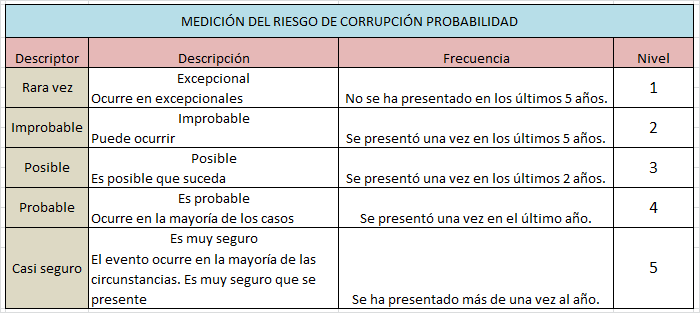 MEDICIÓN DEL RIESGO DE CORRUPCIÓN PROBABILIDAD
Descriptor Descripción Frecuencia Nivel
Rara vez
Excepcional
Ocurre en excepcionales
No se ha presentado en los últimos 5 años.
1
Improbable
Improbable
Puede ocurrir
Se presentó una vez en los últimos 5 años.
2
Posible
Posible
Es posible que suceda
Se presentó una vez en los últimos 2 años.
3
Probable
Es probable
Ocurre en la mayoría de los casos
Se presentó una vez en el último año.
4
Casi seguro
Es muy seguro
El evento ocurre en la mayoría de las
circunstancias. Es muy seguro que se
presente
Se ha presentado más de una vez al año.
5